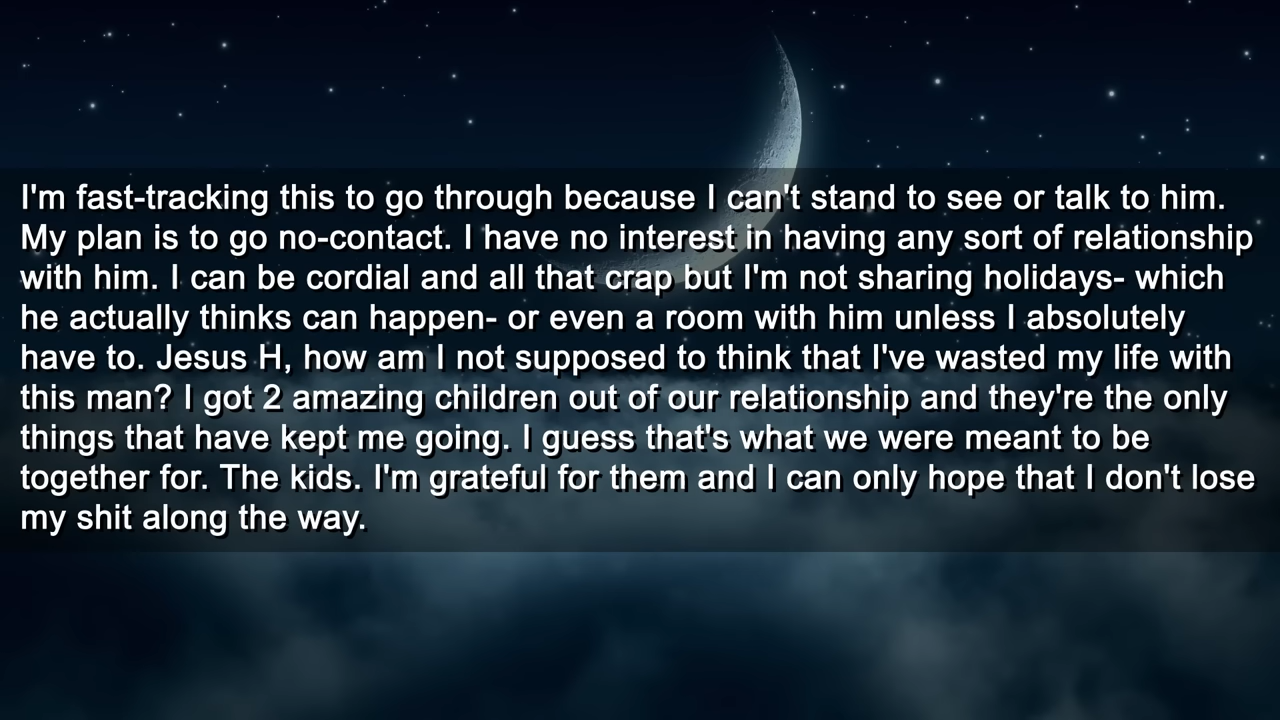 I'm fast-tracking this to go through because I can't stand to see or talk to him.
My plan is to go no-contact. I have no interest in having any sort of relationship
with him. I can be cordial and all that crap but I'm not sharing holidays- which
he actually thinks can happen- or even a room with him unless I absolutely
have to. Jesus H, how am I not supposed to think that I've wasted my life with
this man? I got 2 amazing children out of our relationship and they're the only
things that have kept me going. I guess that's what we were meant to be
together for. The kids. I'm grateful for them and I can only hope that I don't lose
my shit along the way.